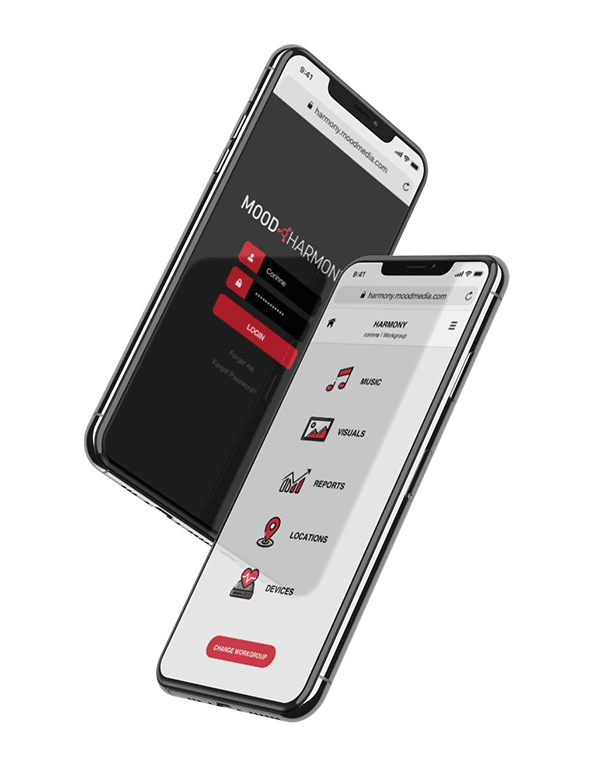 9:41
harmony.moodmedia.com
MOOD HARMONY
Corinne
••••••••••••
LOGIN
Forget me
Forgot Password?
9:41
harmony.moodmedia.com
HARMONY
corinne / Workgroup
MUSIC
VISUALS
REPORTS
LOCATIONS
DEVICES
CHANGE WORKGROUP